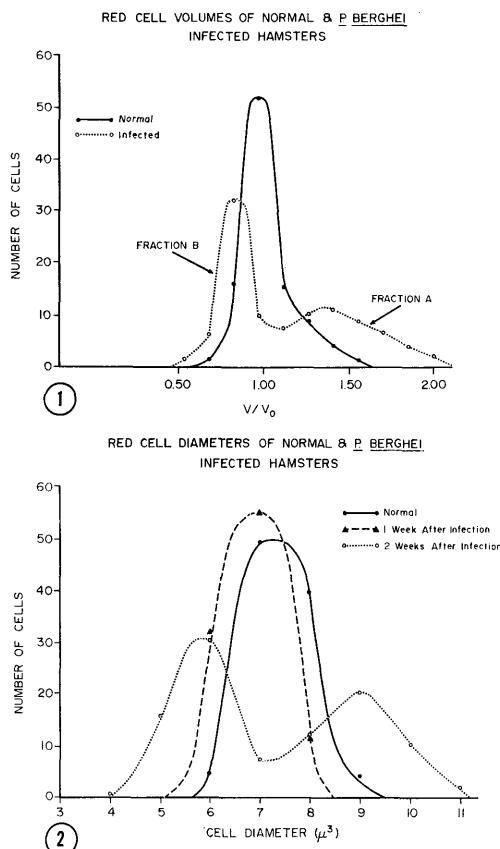 RED CELL VOLUMES OF NORMAL & P. BERGHEI
INFECTED HAMSTERS
60
50
40
30
20
10
0
NUMBER OF CELLS
Normal
Infected
FRACTION B
FRACTION A
0.50
1.00
1.50
2.00
V/V₀
1
RED CELL DIAMETERS OF NORMAL & P. BERGHEI
INFECTED HAMSTERS
60
50
40
30
20
10
0
NUMBER OF CELLS
Normal
1 Week After Infection
2 Weeks After Infection
3
4
5
6
7
8
9
10
11
CELL DIAMETER (μ³)
2